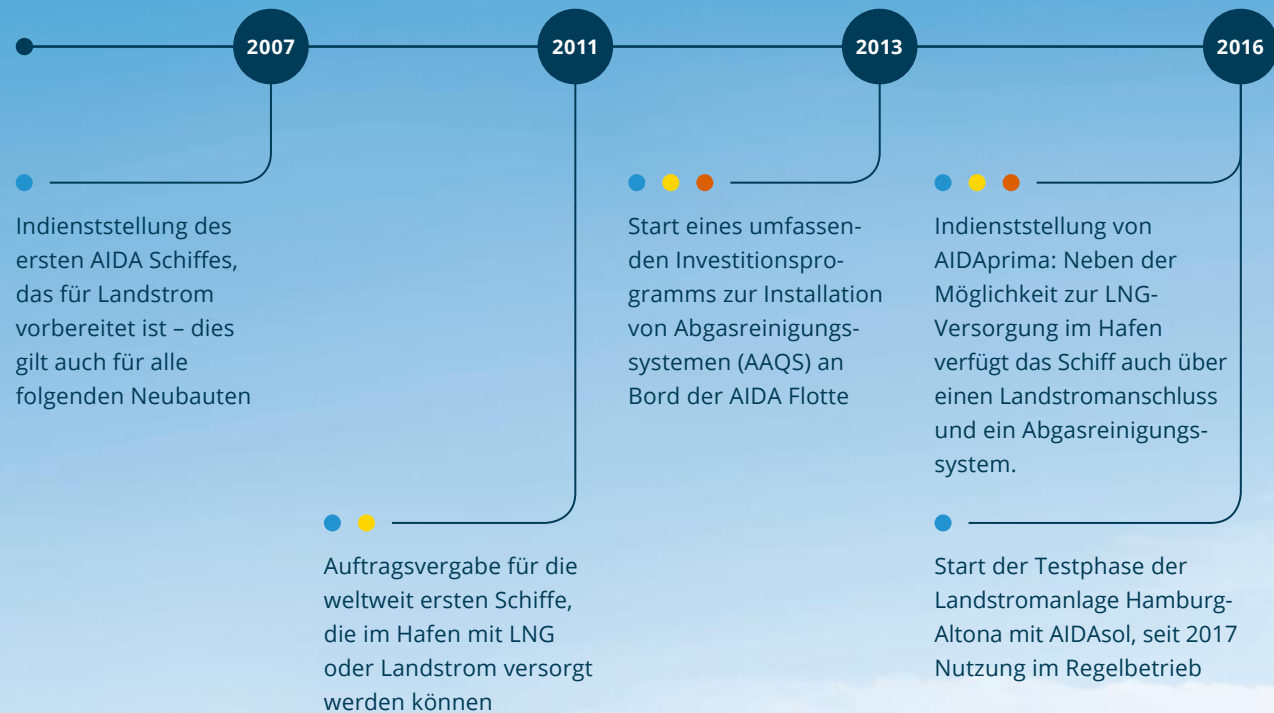 2007
2011
2013
2016
Indienststellung des
ersten AIDA Schiffes,
das für Landstrom
vorbereitet ist – dies
gilt auch für alle
folgenden Neubauten
Auftragsvergabe für die
weltweit ersten Schiffe,
die im Hafen mit LNG
oder Landstrom versorgt
werden können
Start eines umfassen-
den Investitionspro-
gramms zur Installation
von Abgasreinigungs-
systemen (AAQS) an
Bord der AIDA Flotte
Indienststellung von
AIDAprima: Neben der
Möglichkeit zur LNG-
Versorgung im Hafen
verfügt das Schiff auch über
einen Landstromanschluss
und ein Abgasreinigungs-
system.
Start der Testphase der
Landstromanlage Hamburg-
Altona mit AIDAsol, seit 2017
Nutzung im Regelbetrieb